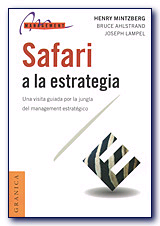 MANAGEMENT
HENRY MINTZBERG
BRUCE AHLSTRAND
JOSEPH LAMPEL
Safari
a la estrategia
Una visita guiada por la jungla
del management estratégico
GRANICA